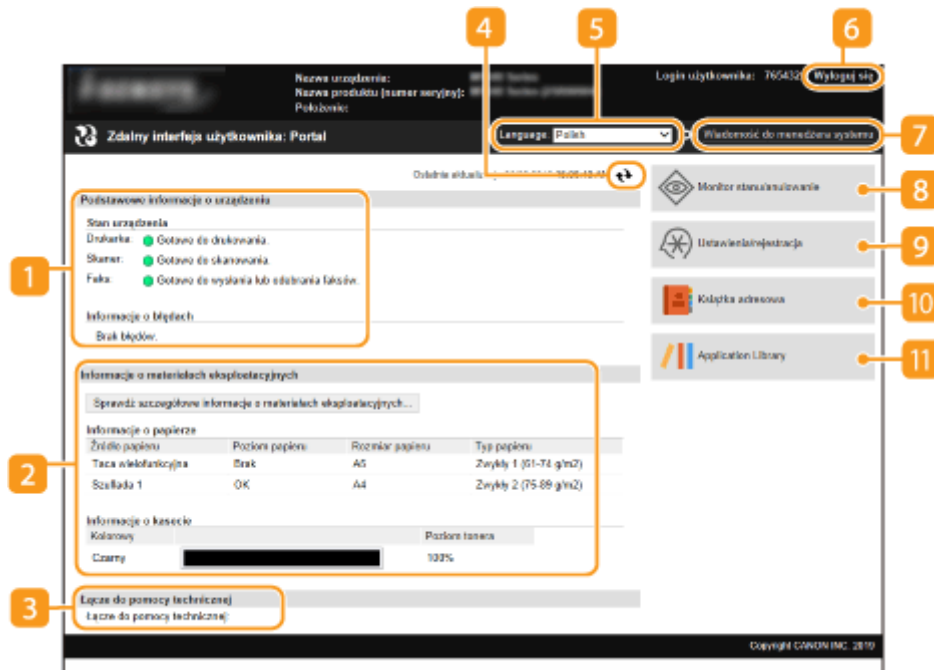 4 5 6
Nazwa urządzenia:
Login użytkownika: 765432 Wyloguj się
Nazwa produktu (numer seryjny):
Położenie:
Zdalny interfejs użytkownika: Portal
Language: Polish
Wiadomość do menedżera systemu
7
Ostatnia
Podstawowe informacje o urządzeniu
Stan urządzenia
Drukarka: Gotowe do drukowania.
Skaner: Gotowe do skanowania.
Faks: Gotowe do wysłania lub odebrania faksów.
1
Informacje o błędach
Brak błędów.
Monitor stanu/anulowanie
8
Ustawienia/rejestracja
9
Książka adresowa
10
Application Library
11
Informacje o materiałach eksploatacyjnych
Sprawdź szczegółowe informacje o materiałach eksploatacyjnych...
Informacje o papierze
Źródło papieru Poziom papieru Rozmiar papieru Typ papieru
Taca wielofunkcyjna Brak A5 Zwykły 1 (61-74 g/m2)
2
Szuflada 1 OK A4 Zwykły 2 (75-89 g/m2)
Informacje o kasecie
Kolorowy Poziom tonera
Czarny 100%
Łącze do pomocy technicznej
3
Łącze do pomocy technicznej:
Copyright CANON INC. 2019